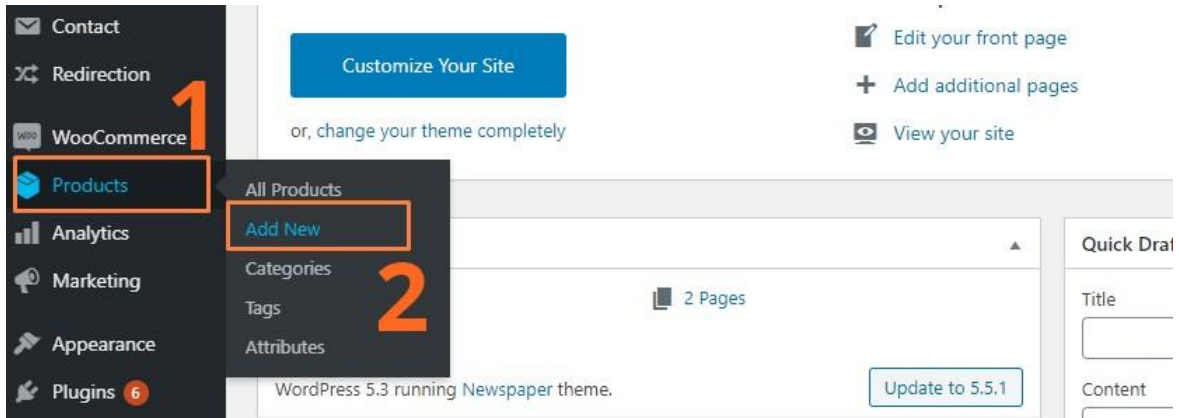 Contact
Redirection
1
WOO
WooCommerce
Products
Analytics
Marketing
Appearance
Plugins 6
All Products
Add New
Categories
Tags
Attributes
2
Customize Your Site
or, change your theme completely
Edit your front page
Add additional pages
View your site
2 Pages
WordPress 5.3 running Newspaper theme.
Update to 5.5.1
Quick Draf
Title
Content